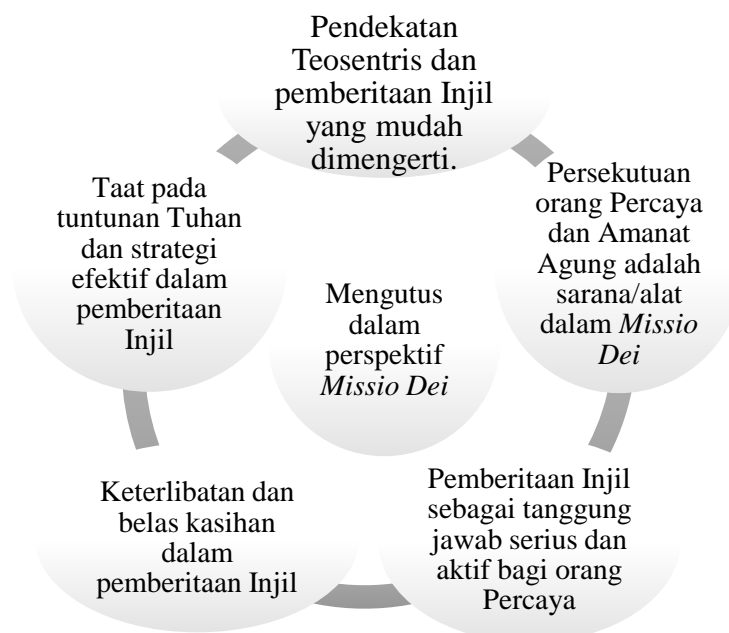 Pendekatan
Teosentris dan
pemberitaan Injil
yang mudah
dimengerti.
Persekutuan
orang Percaya
dan Amanat
Agung adalah
sarana/alat
dalam Missio
Dei
Pemberitaan Injil
sebagai tanggung
jawab serius dan
aktif bagi orang
Percaya
Keterlibatan dan
belas kasihan
dalam
pemberitaan Injil
Taat pada
tuntunan Tuhan
dan strategi
efektif dalam
pemberitaan
Injil
Mengutus
dalam
perspektif
Missio Dei